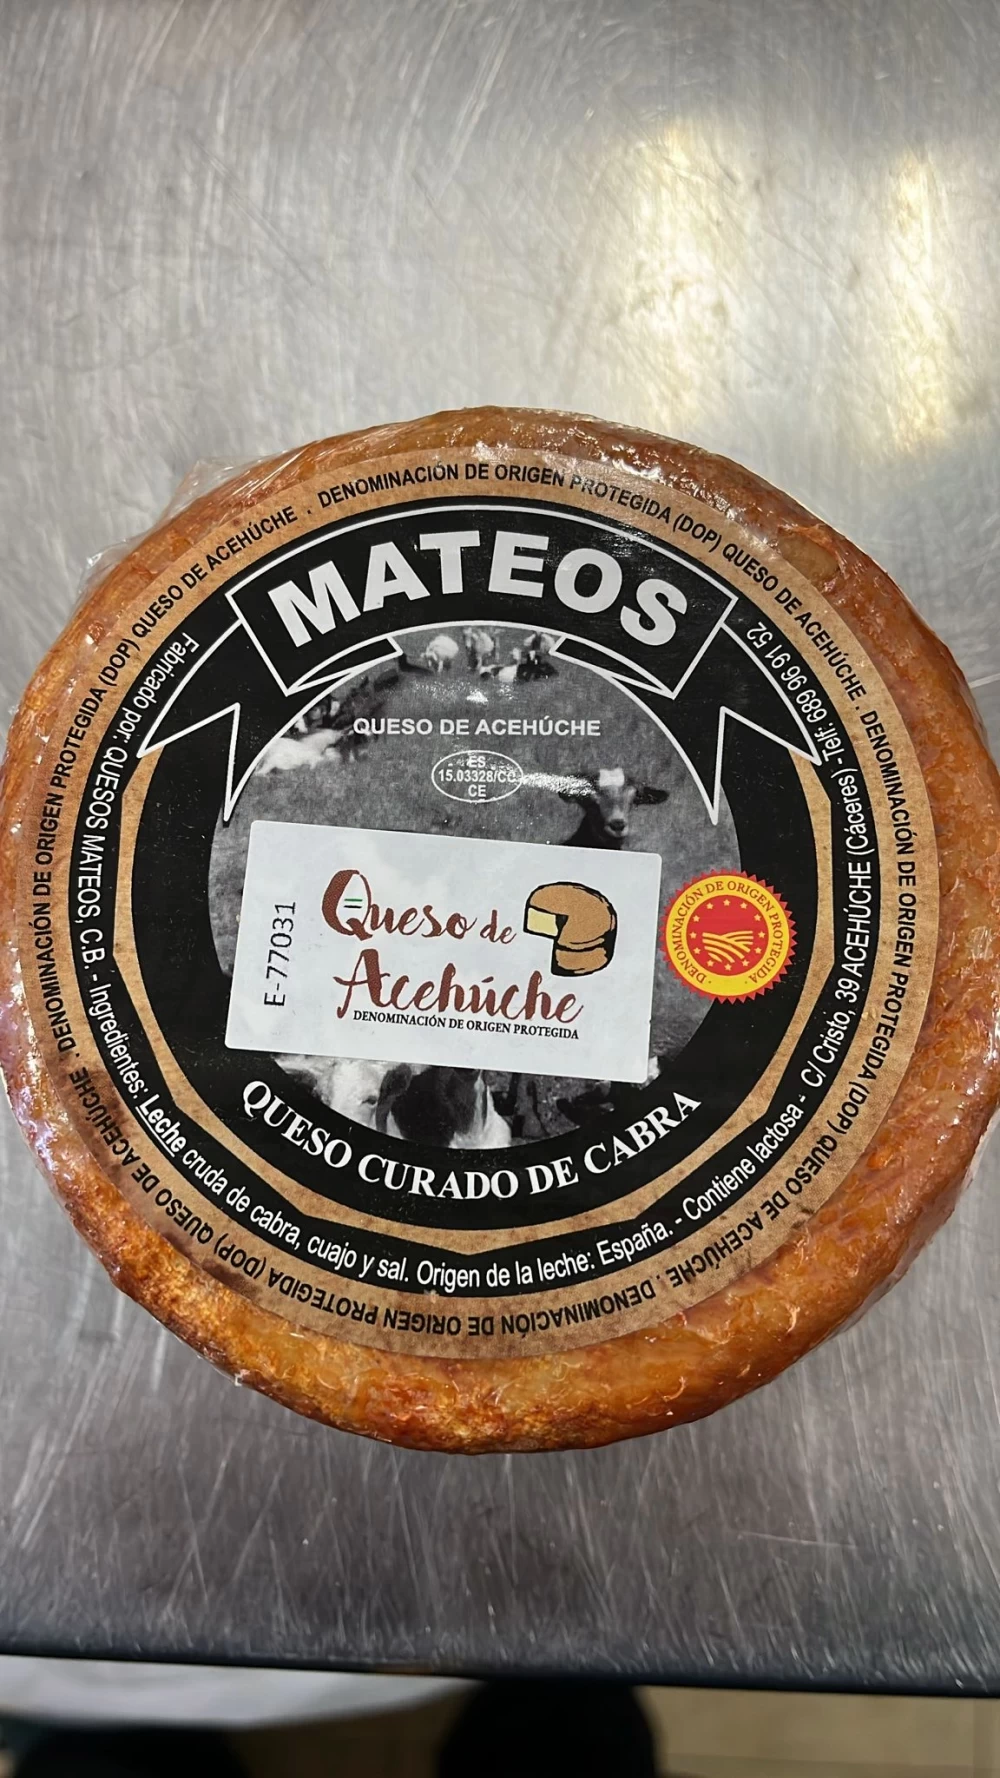 DENOMINACIÓN DE ORIGEN PROTEGIDA (DOP) QUESO DE ACEHÚCHE . DENOMINACIÓN DE ORIGEN PROTEGIDA (DOP) QUESO DE ACEHÚCHE . DENOMINACIÓN DE ORIGEN PROTEGIDA (DOP) QUESO DE ACEHÚCHE . DENOMINACIÓN DE ORIGEN PROTEGIDA (DOP) QUESO DE ACEHÚCHE .
MATEOS
QUESO DE ACEHÚCHE
ES
15.03328/CC
CE
E-77031
Queso de
Acehúche
DENOMINACIÓN DE ORIGEN PROTEGIDA
DENOMINACIÓN DE ORIGEN PROTEGIDA
QUESO CURADO DE CABRA
Fabricado por: QUESOS MATEOS, C.B. - Ingredientes: Leche cruda de cabra, cuajo y sal. Origen de la leche: España. - Contiene lactosa - C/ Cristo, 39 ACEHÚCHE (Cáceres) - Telf: 689 96 91 52